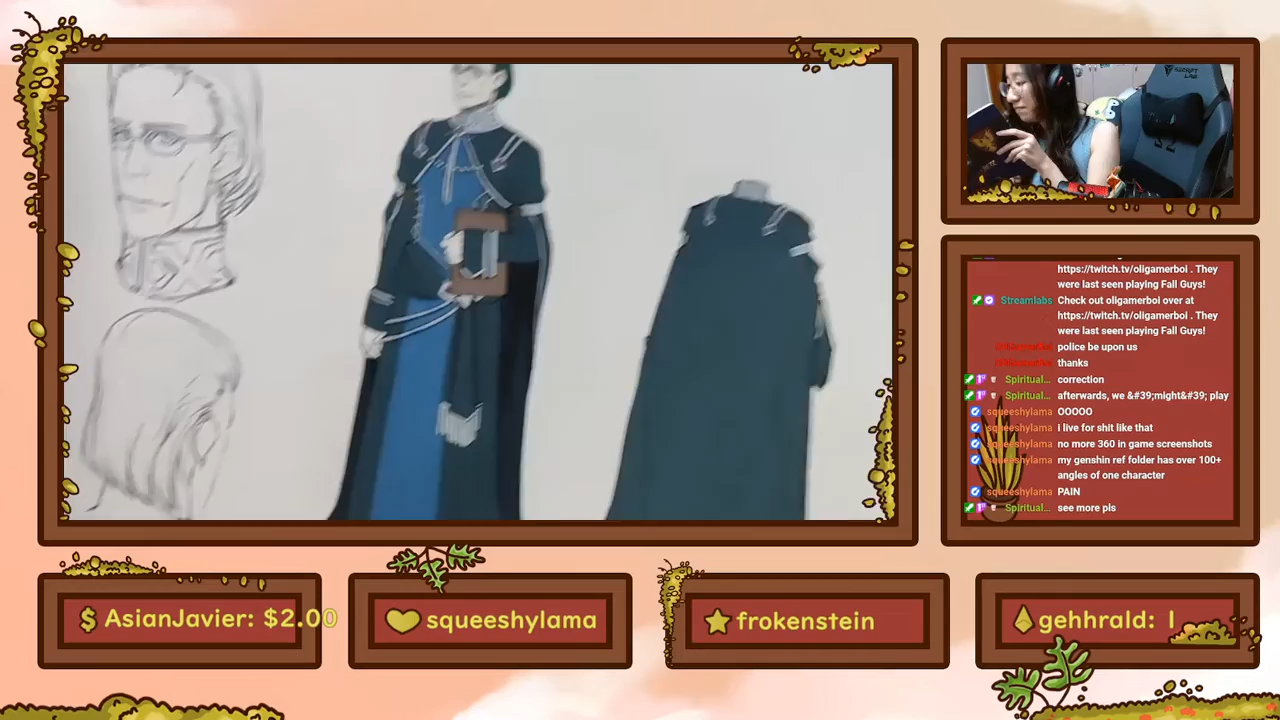 https://twitch.tv/oligamerboi . They
were last seen playing Fall Guys!
Streamlabs Check out oligamerboi over at
https://twitch.tv/oligamerboi . They
were last seen playing Fall Guys!
police be upon us
thanks
Spiritual... correction
Spiritual... afterwards, we &#39;might&#39; play
squeeshylama OOOOO
squeeshylama i live for shit like that
squeeshylama no more 360 in game screenshots
squeeshylama my genshin ref folder has over 100+
angles of one character
squeeshylama PAIN
Spiritual... see more pls
$ AsianJavier: $2.00
squeeshylama
frokenstein
gehhrald: 1